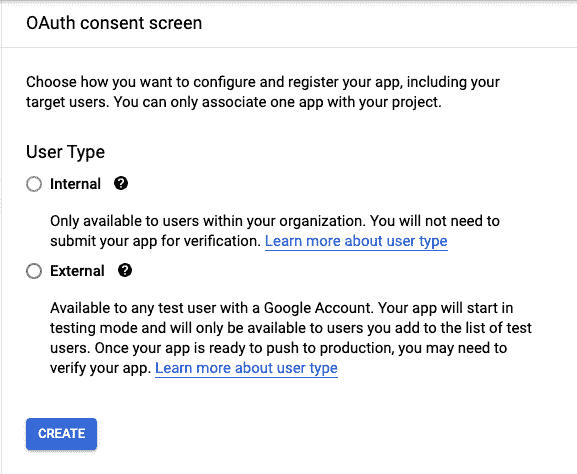 OAuth consent screen
Choose how you want to configure and register your app, including your
target users. You can only associate one app with your project.
User Type
Internal ?
Only available to users within your organization. You will not need to
submit your app for verification. Learn more about user type
External ?
Available to any test user with a Google Account. Your app will start in
testing mode and will only be available to users you add to the list of test
users. Once your app is ready to push to production, you may need to
verify your app. Learn more about user type
CREATE